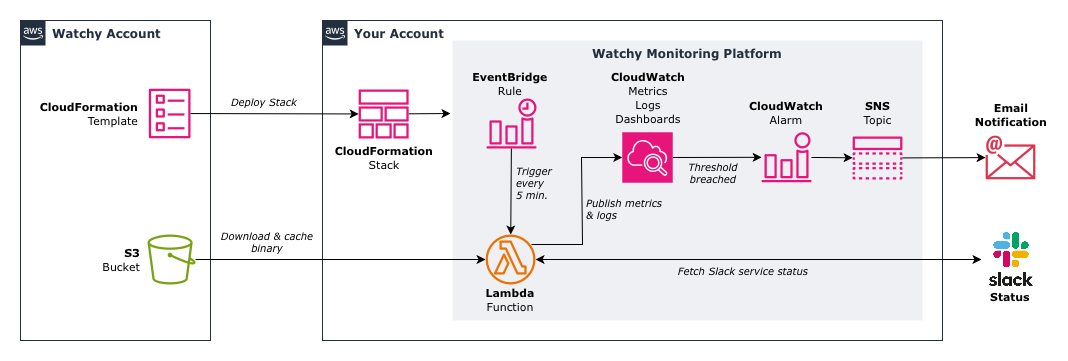 aws
Watchy Account
CloudFormation
Template
Deploy Stack
S3
Bucket
Download & cache
binary
aws
Your Account
CloudFormation
Stack
Watchy Monitoring Platform
EventBridge
Rule
Trigger
every
5 min.
Lambda
Function
CloudWatch
Metrics
Logs
Dashboards
Publish metrics
& logs
Threshold
breached
CloudWatch
Alarm
SNS
Topic
Fetch Slack service status
Email
Notification
@
slack
Status